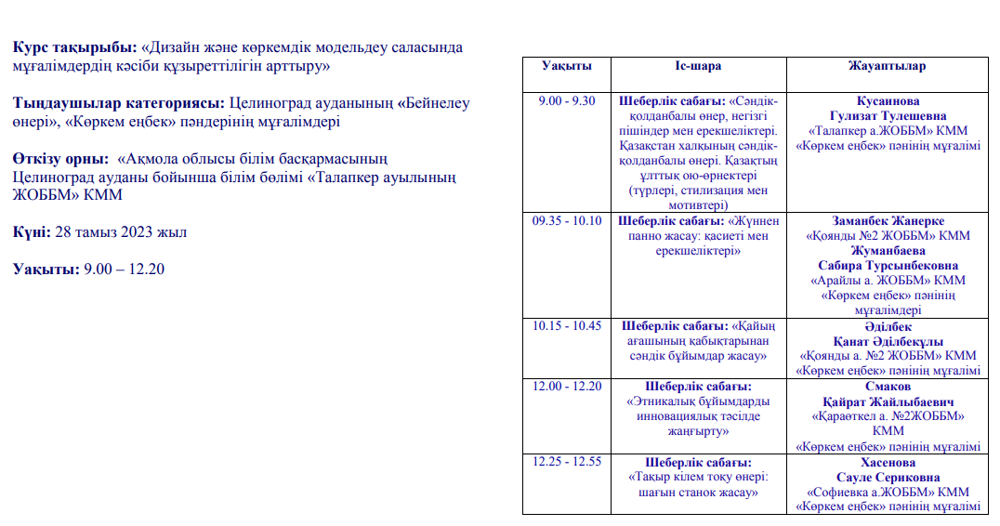 Курс тақырыбы: «Дизайн және көркемдік модельдеу саласында
мұғалімдердің кәсіби құзыреттілігін арттыру»
Тыңдаушылар категориясы: Целиноград ауданының «Бейнелеу
өнері», «Көркем еңбек» пәндерінің мұғалімдері
Өткізу орны: «Ақмола облысы білім басқармасының
Целиноград ауданы бойынша білім бөлімі «Талапкер ауылының
ЖОББМ» КММ
Күні: 28 тамыз 2023 жыл
Уақыты: 9.00 – 12.20
Уақыты Іс-шара Жауаптылар
9.00 - 9.30
Шеберлік сабағы: «Сәндік-
қолданбалы өнер, негізгі
пішіндер мен ерекшеліктері.
Қазақстан халқының сәндік-
қолданбалы өнері. Қазақтың
ұлттық ою-өрнектері
(түрлері, стилизация мен
мотивтері)
Кусаинова
Гулизат Тулешевна
«Талапкер а.ЖОББМ» КММ
«Көркем еңбек» пәнінің мұғалімі
09.35 - 10.10
Шеберлік сабағы: «Жүннен
панно жасау: қасиеті мен
ерекшеліктері»
Заманбек Жанерке
«Қоянды №2 ЖОББМ» КММ
Жуманбаева
Сабира Турсынбековна
«Арайлы а. ЖОББМ» КММ
«Көркем еңбек» пәнінің
мұғалімдері
10.15 - 10.45
Шеберлік сабағы: «Қайың
ағашының қабықтарынан
сәндік бұйымдар жасау»
Әділбек
Қанат Әділбекұлы
«Қоянды а. №2 ЖОББМ» КММ
«Көркем еңбек» пәнінің мұғалімі
12.00 - 12.20
Шеберлік сабағы:
«Этникалық бұйымдарды
инновациялық тәсілде
жаңғырту»
Смаков
Қайрат Жайлыбаевич
«Қараөткел а. №2ЖОББМ»
КММ
«Көркем еңбек» пәнінің мұғалімі
12.25 - 12.55
Шеберлік сабағы:
«Тақыр кілем тоқу өнері:
шағын станок жасау»
Хасенова
Сауле Сериковна
«Софиевка а.ЖОББМ» КММ
«Көркем еңбек» пәнінің мұғалімі